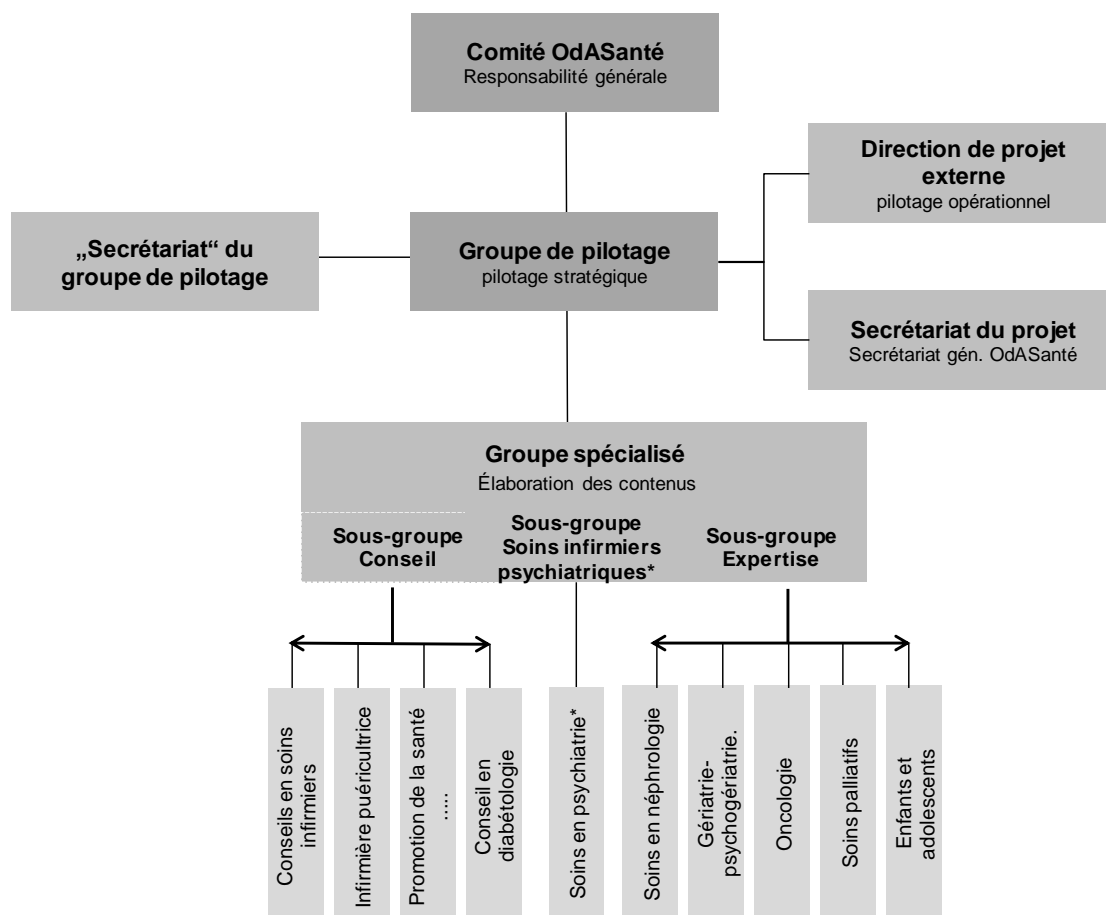 Comité OdASanté
Responsabilité générale
Direction de projet
externe
pilotage opérationnel
„Secrétariat“ du
groupe de pilotage
Groupe de pilotage
pilotage stratégique
Secrétariat du projet
Secrétariat gén. OdASanté
Groupe spécialisé
Élaboration des contenus
Sous-groupe
Conseil
Sous-groupe
Soins infirmiers
psychiatriques*
Sous-groupe
Expertise
Conseils en soins
infirmiers
Infirmière puéricultrice
Promotion de la santé
.....
Conseil en
diabétologie
Soins en psychiatrie*
Soins en néphrologie
Gériatrie-
psychogériatrie.
Oncologie
Soins palliatifs
Enfants et
adolescents